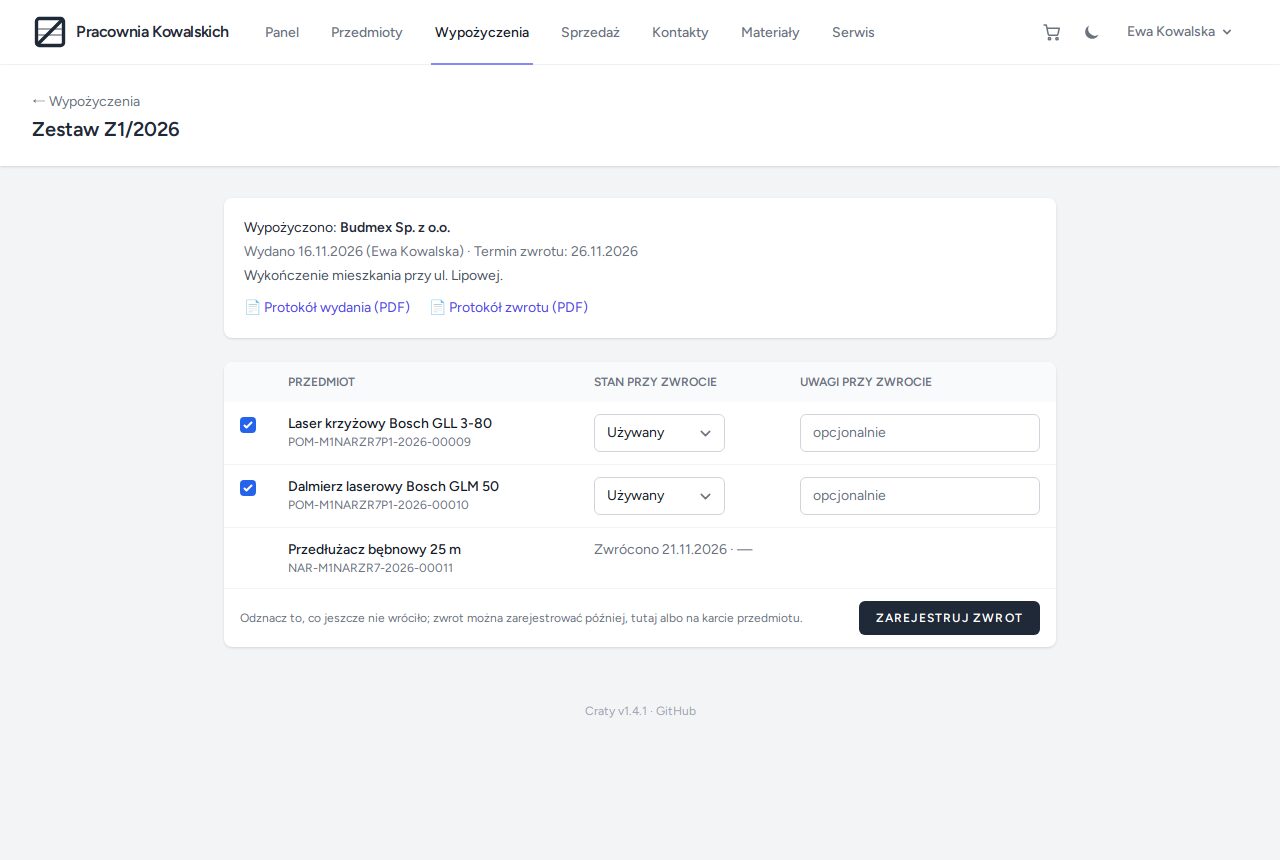 Pracownia Kowalskich
Panel
Przedmioty
Wypożyczenia
Sprzedaż
Kontakty
Materiały
Serwis
Ewa Kowalska
← Wypożyczenia
Zestaw Z1/2026
Wypożyczono: Budmex Sp. z o.o.
Wydano 16.11.2026 (Ewa Kowalska) · Termin zwrotu: 26.11.2026
Wykończenie mieszkania przy ul. Lipowej.
Protokół wydania (PDF) Protokół zwrotu (PDF)
PRZEDMIOT STAN PRZY ZWROCIE UWAGI PRZY ZWROCIE
Laser krzyżowy Bosch GLL 3-80
POM-M1NARZR7P1-2026-00009
Używany
opcjonalnie
Dalmierz laserowy Bosch GLM 50
POM-M1NARZR7P1-2026-00010
Używany
opcjonalnie
Przedłużacz bębnowy 25 m
NAR-M1NARZR7-2026-00011
Zwrócono 21.11.2026 · —
Odznacz to, co jeszcze nie wróciło; zwrot można zarejestrować później, tutaj albo na karcie przedmiotu.
ZAREJESTRUJ ZWROT
Craty v1.4.1 · GitHub